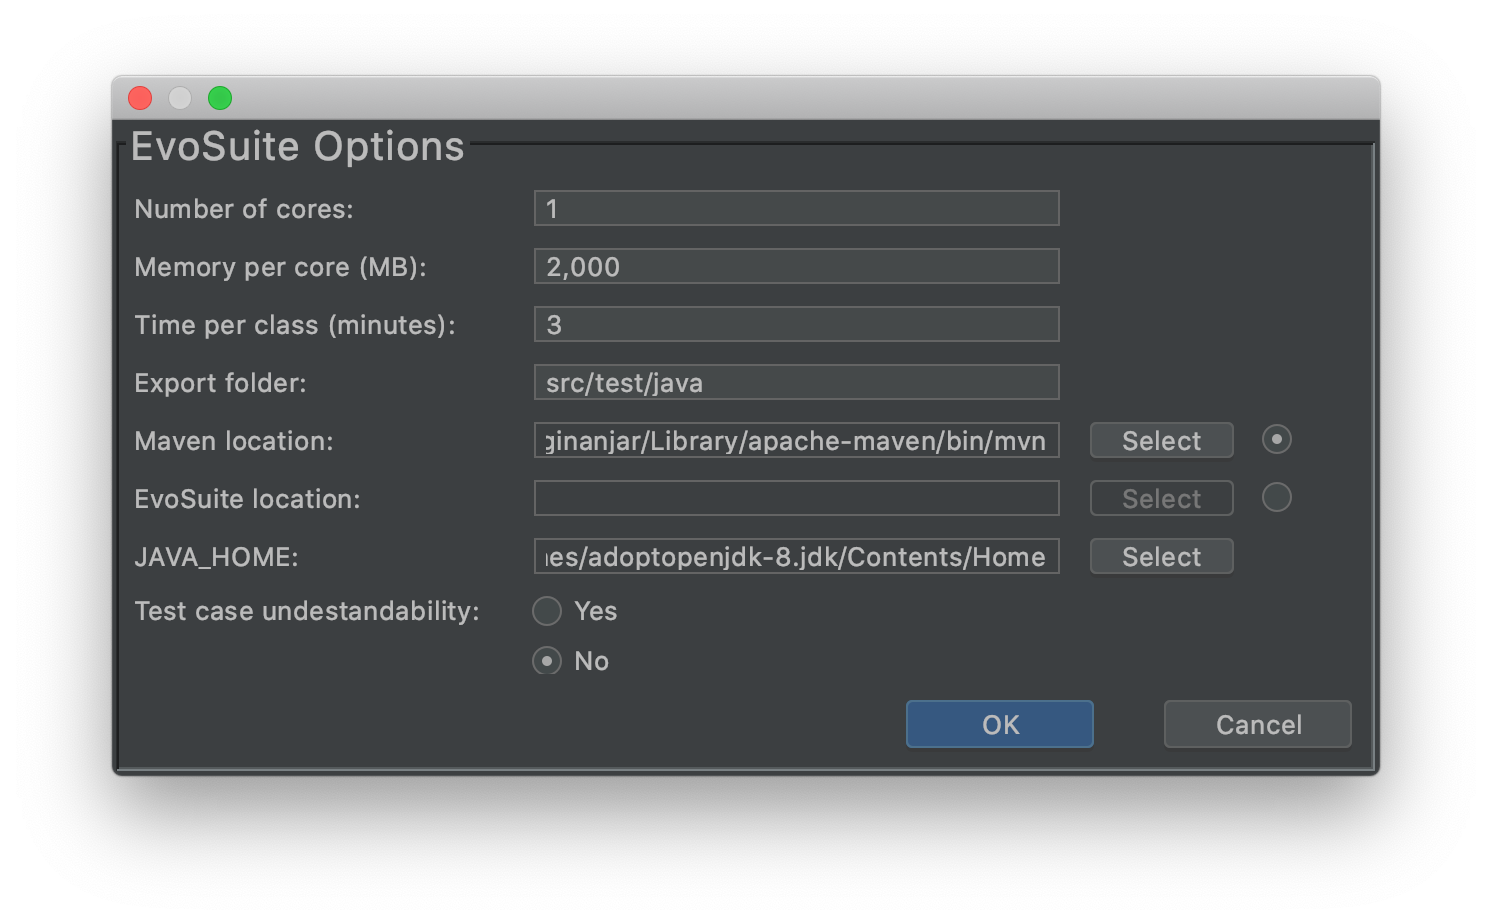 EvoSuite Options
Number of cores: 1
Memory per core (MB): 2,000
Time per class (minutes): 3
Export folder: src/test/java
Maven location: ginanjar/Library/apache-maven/bin/mvn Select
EvoSuite location: Select
JAVA_HOME: es/adoptopenjdk-8.jdk/Contents/Home Select
Test case undestandability: Yes
No
OK Cancel